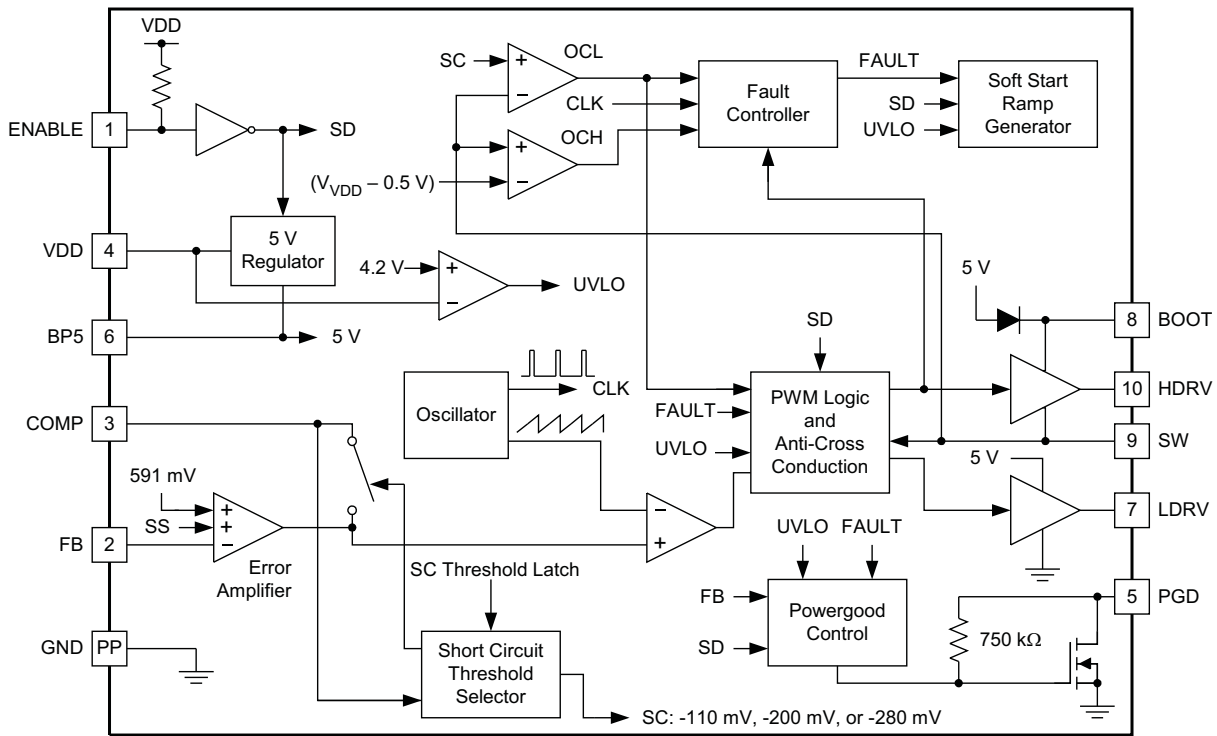 VDD
ENABLE
1
SD
VDD
4
5 V
Regulator
BP5
6
5 V
SC
OCL
CLK
OCH
(VVDD – 0.5 V)
Fault
Controller
FAULT
SD
UVLO
Soft Start
Ramp
Generator
4.2 V
UVLO
COMP
3
Oscillator
CLK
591 mV
SS
FB
2
Error
Amplifier
SD
FAULT
UVLO
PWM Logic
and
Anti-Cross
Conduction
5 V
8
BOOT
10
HDRV
9
SW
5 V
7
LDRV
UVLO
FAULT
FB
SD
Powergood
Control
750 kΩ
5
PGD
GND
PP
SC Threshold Latch
Short Circuit
Threshold
Selector
SC: -110 mV, -200 mV, or -280 mV
+
–
+
–
+
–
+
+
–
–
+